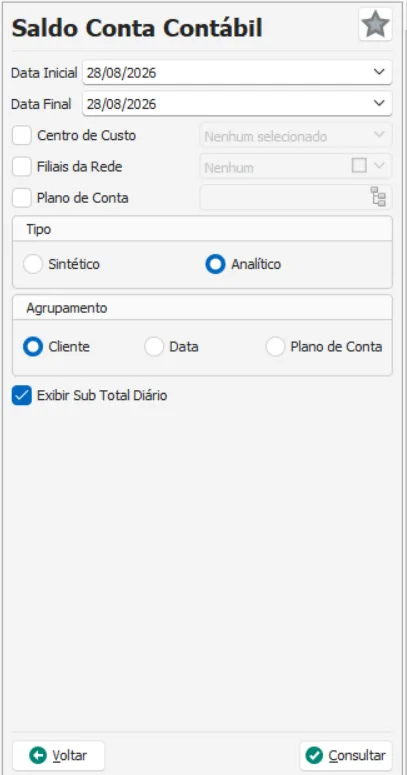 Saldo Conta Contábil
Data Inicial 28/08/2026
Data Final 28/08/2026
Centro de Custo Nenhum selecionado
Filiais da Rede Nenhum
Plano de Conta
Tipo
Sintético Analítico
Agrupamento
Cliente Data Plano de Conta
Exibir Sub Total Diário
Voltar Consultar